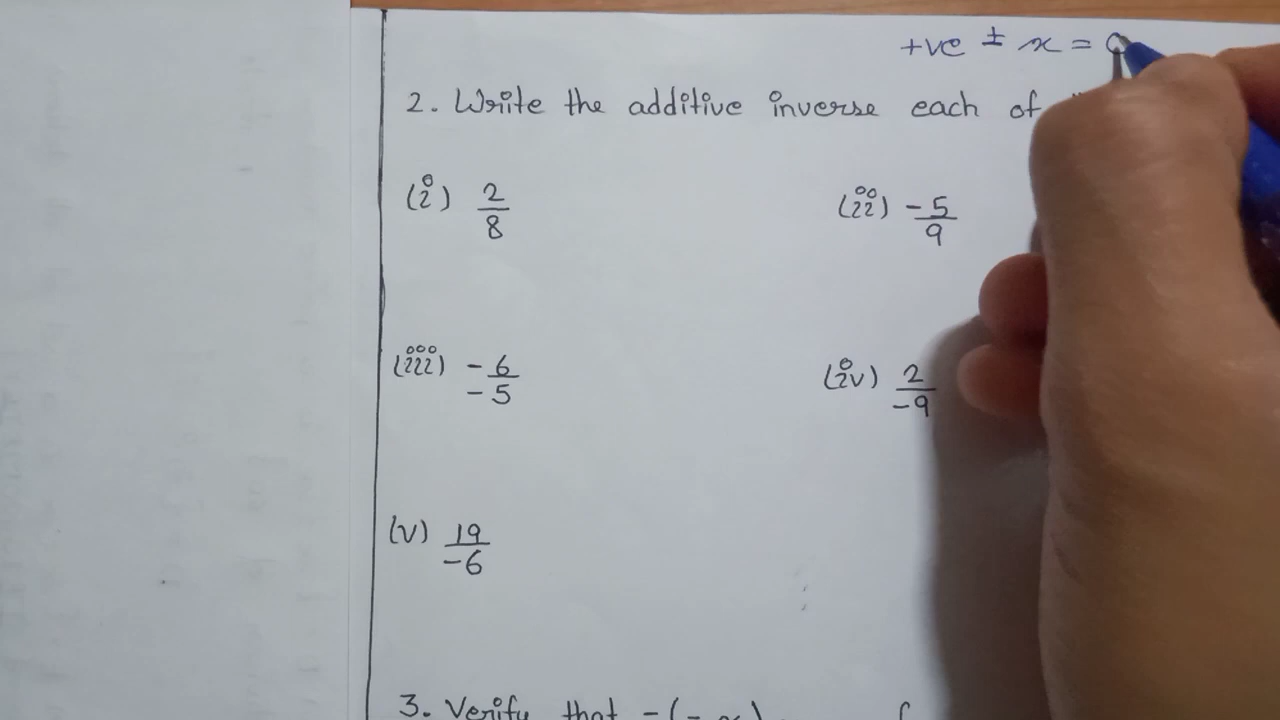 +ve ± x = 0
2. Write the additive inverse each of
(i) 2/8 (ii) -5/9
(iii) -6/-5 (iv) 2/-9
(v) 19/-6
3. Verify that -(-x)